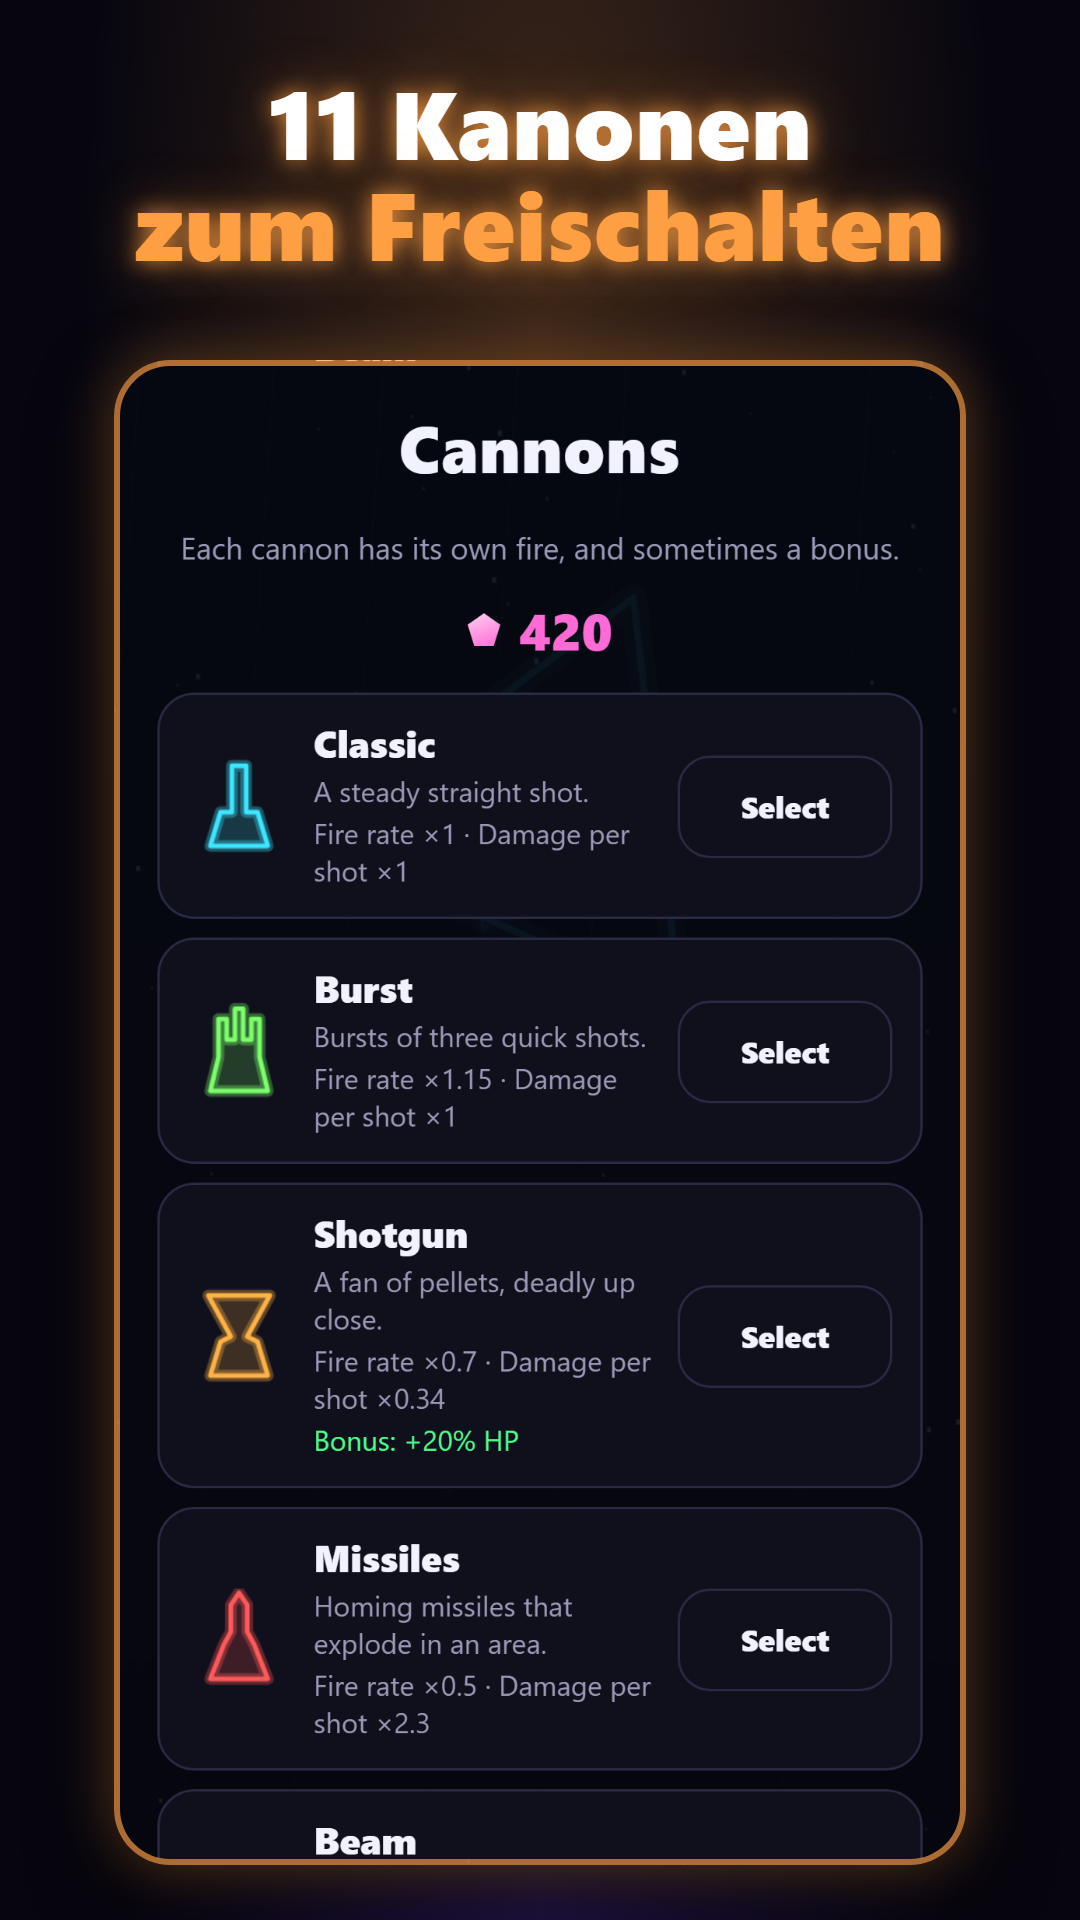 11 Kanonen
zum Freischalten
Cannons
Each cannon has its own fire, and sometimes a bonus.
420
Classic
A steady straight shot.
Fire rate ×1 · Damage per
shot ×1
Select
Burst
Bursts of three quick shots.
Fire rate ×1.15 · Damage
per shot ×1
Select
Shotgun
A fan of pellets, deadly up
close.
Fire rate ×0.7 · Damage per
shot ×0.34
Bonus: +20% HP
Select
Missiles
Homing missiles that
explode in an area.
Fire rate ×0.5 · Damage per
shot ×2.3
Select
Beam